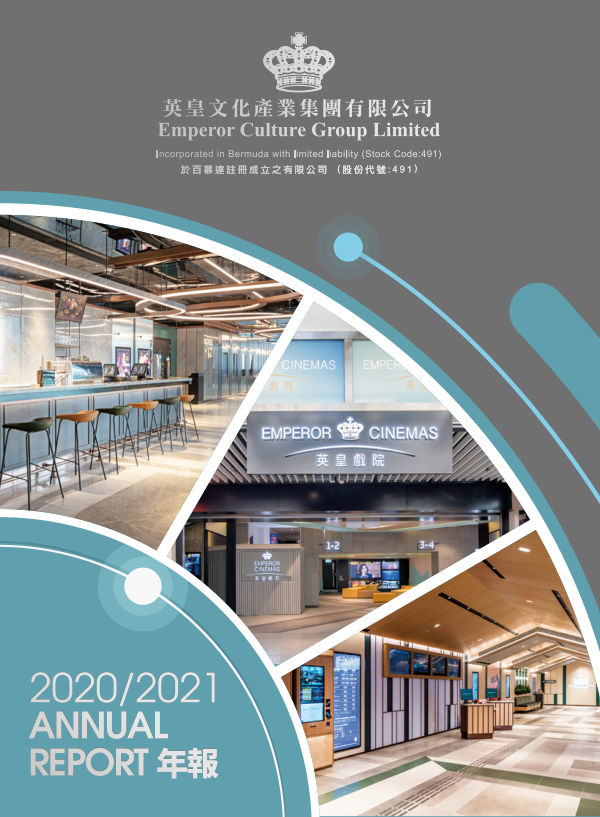 英皇文化產業集團有限公司
Emperor Culture Group Limited
Incorporated in Bermuda with limited liability (Stock Code:491)
於百慕達註冊成立之有限公司 （股份代號:491）
CINEMAS
EMPER
EMPEROR CINEMAS
英皇戲院
1-2
3-4
EMPEROR
CINEMAS
英皇戲院
2020/2021
ANNUAL
REPORT 年報